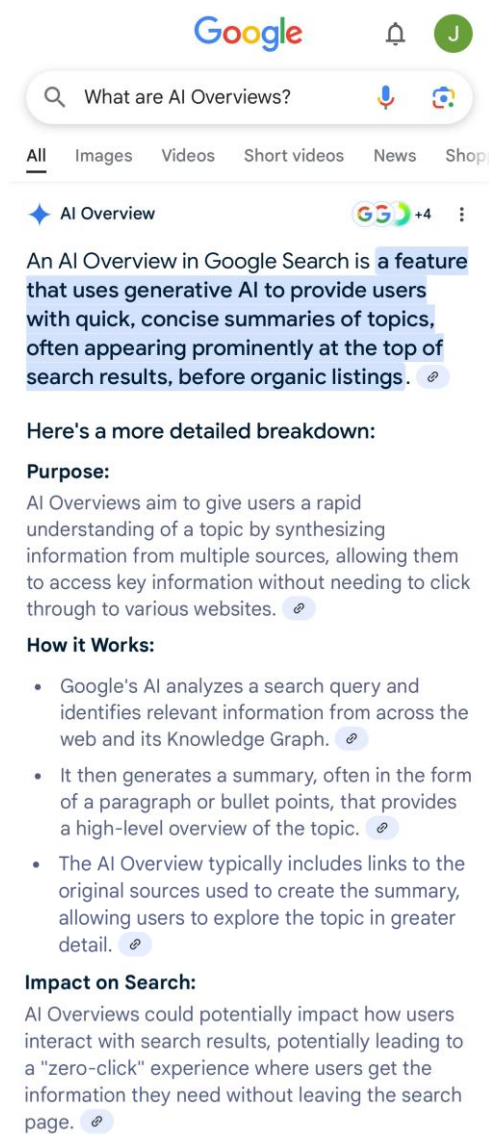 Google
J
What are AI Overviews?
All Images Videos Short videos News Shop
AI Overview
+4
An AI Overview in Google Search is a feature
that uses generative AI to provide users
with quick, concise summaries of topics,
often appearing prominently at the top of
search results, before organic listings.
Here's a more detailed breakdown:
Purpose:
AI Overviews aim to give users a rapid
understanding of a topic by synthesizing
information from multiple sources, allowing them
to access key information without needing to click
through to various websites.
How it Works:
• Google's AI analyzes a search query and
identifies relevant information from across the
web and its Knowledge Graph.
• It then generates a summary, often in the form
of a paragraph or bullet points, that provides
a high-level overview of the topic.
• The AI Overview typically includes links to the
original sources used to create the summary,
allowing users to explore the topic in greater
detail.
Impact on Search:
AI Overviews could potentially impact how users
interact with search results, potentially leading to
a "zero-click" experience where users get the
information they need without leaving the search
page.